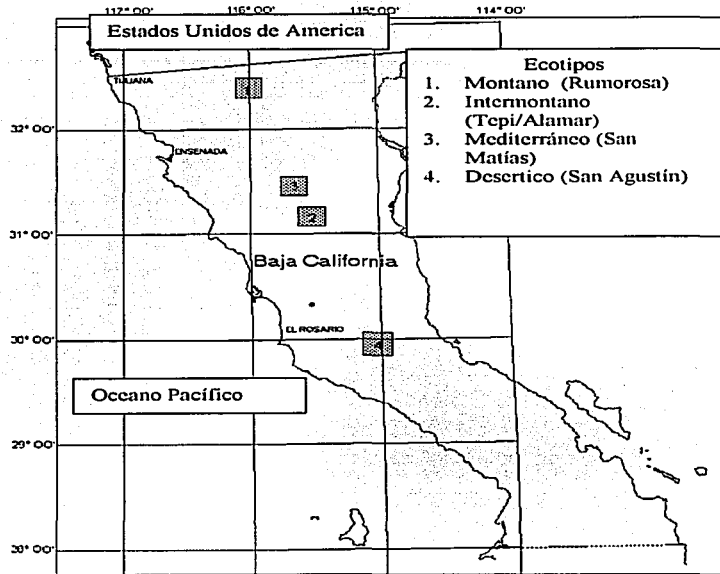 117° 00' 116° 00' 115° 00' 114° 00'
Estados Unidos de America
Ecotipos
1. Montano (Rumorosa)
2. Intermontano
(Tepi/Alamar)
3. Mediterráneo (San
Matías)
4. Desertico (San Agustín)
TIJUANA
1
32° 00'
ENSENADA
3
2
31° 00'
Baja California
EL ROSARIO
30° 00'
4
Occano Pacífico
29° 00'
28° 00'